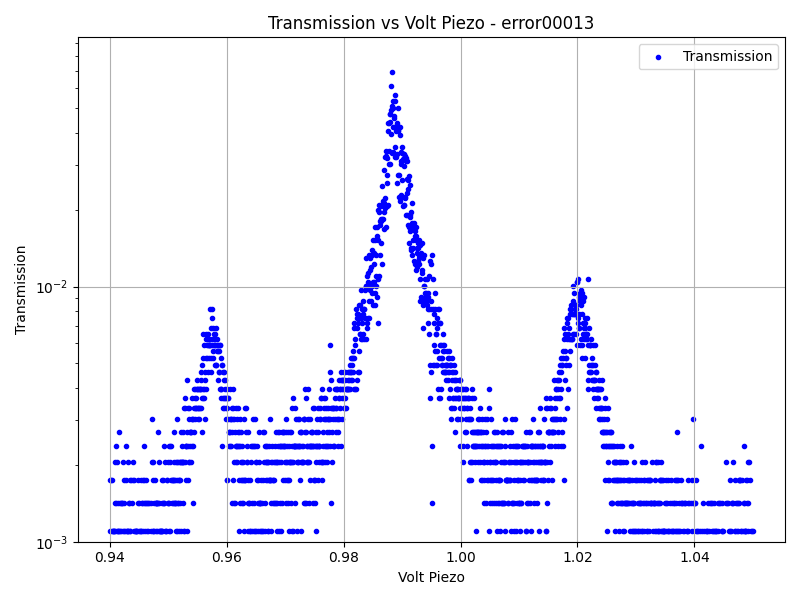 Transmission vs Volt Piezo - error00013
Transmission
Transmission
10⁻²
10⁻³
0.94 0.96 0.98 1.00 1.02 1.04
Volt Piezo